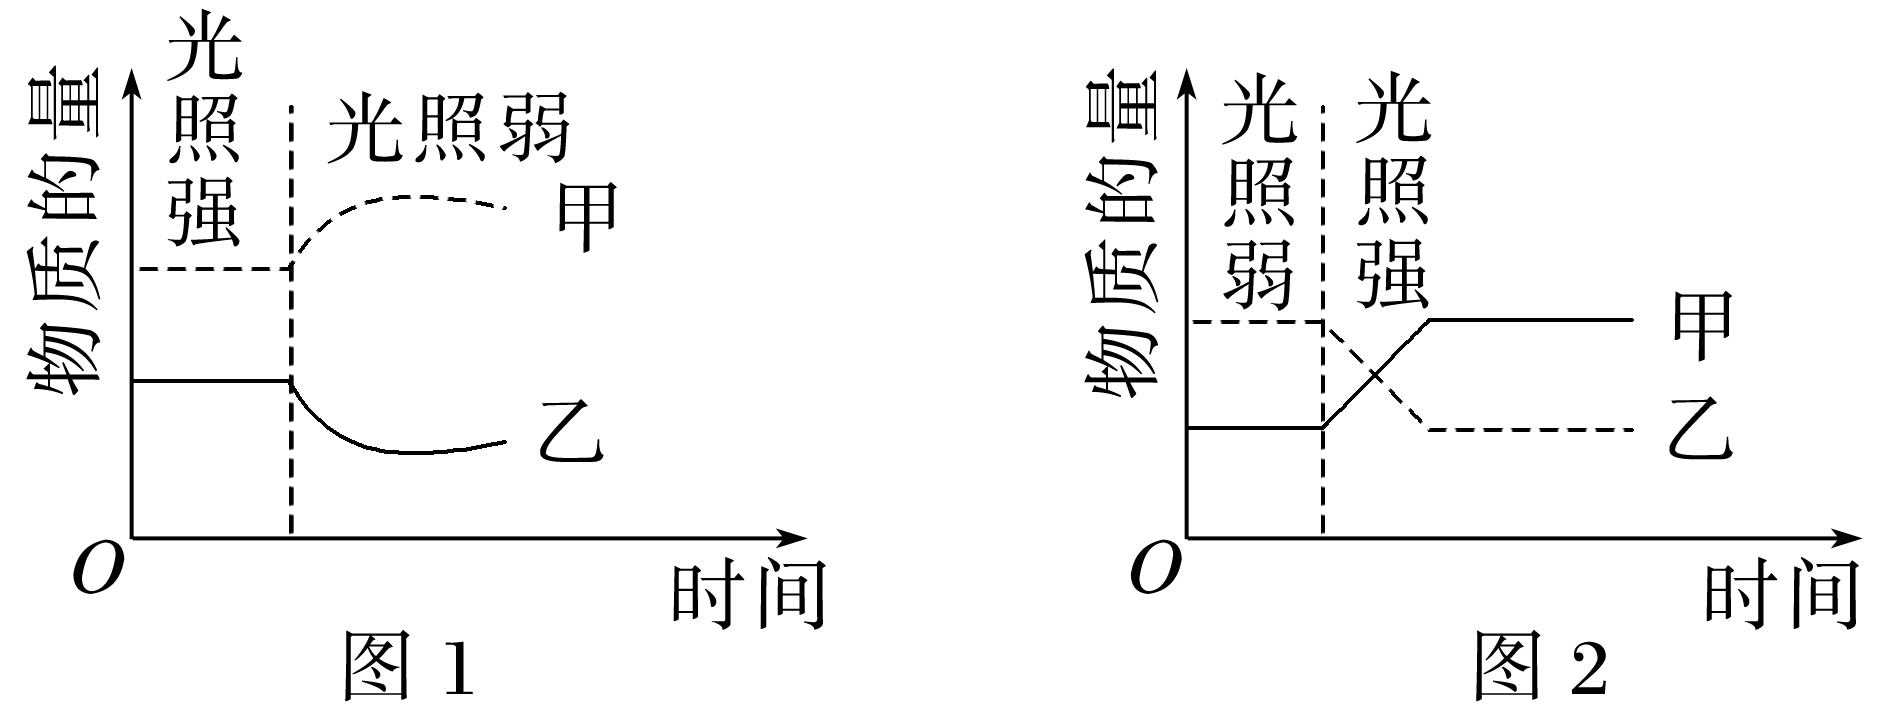 物质的量
光照强
光照弱
甲
乙
O
时间
图 1
物质的量
光照弱
光照强
甲
乙
O
时间
图 2